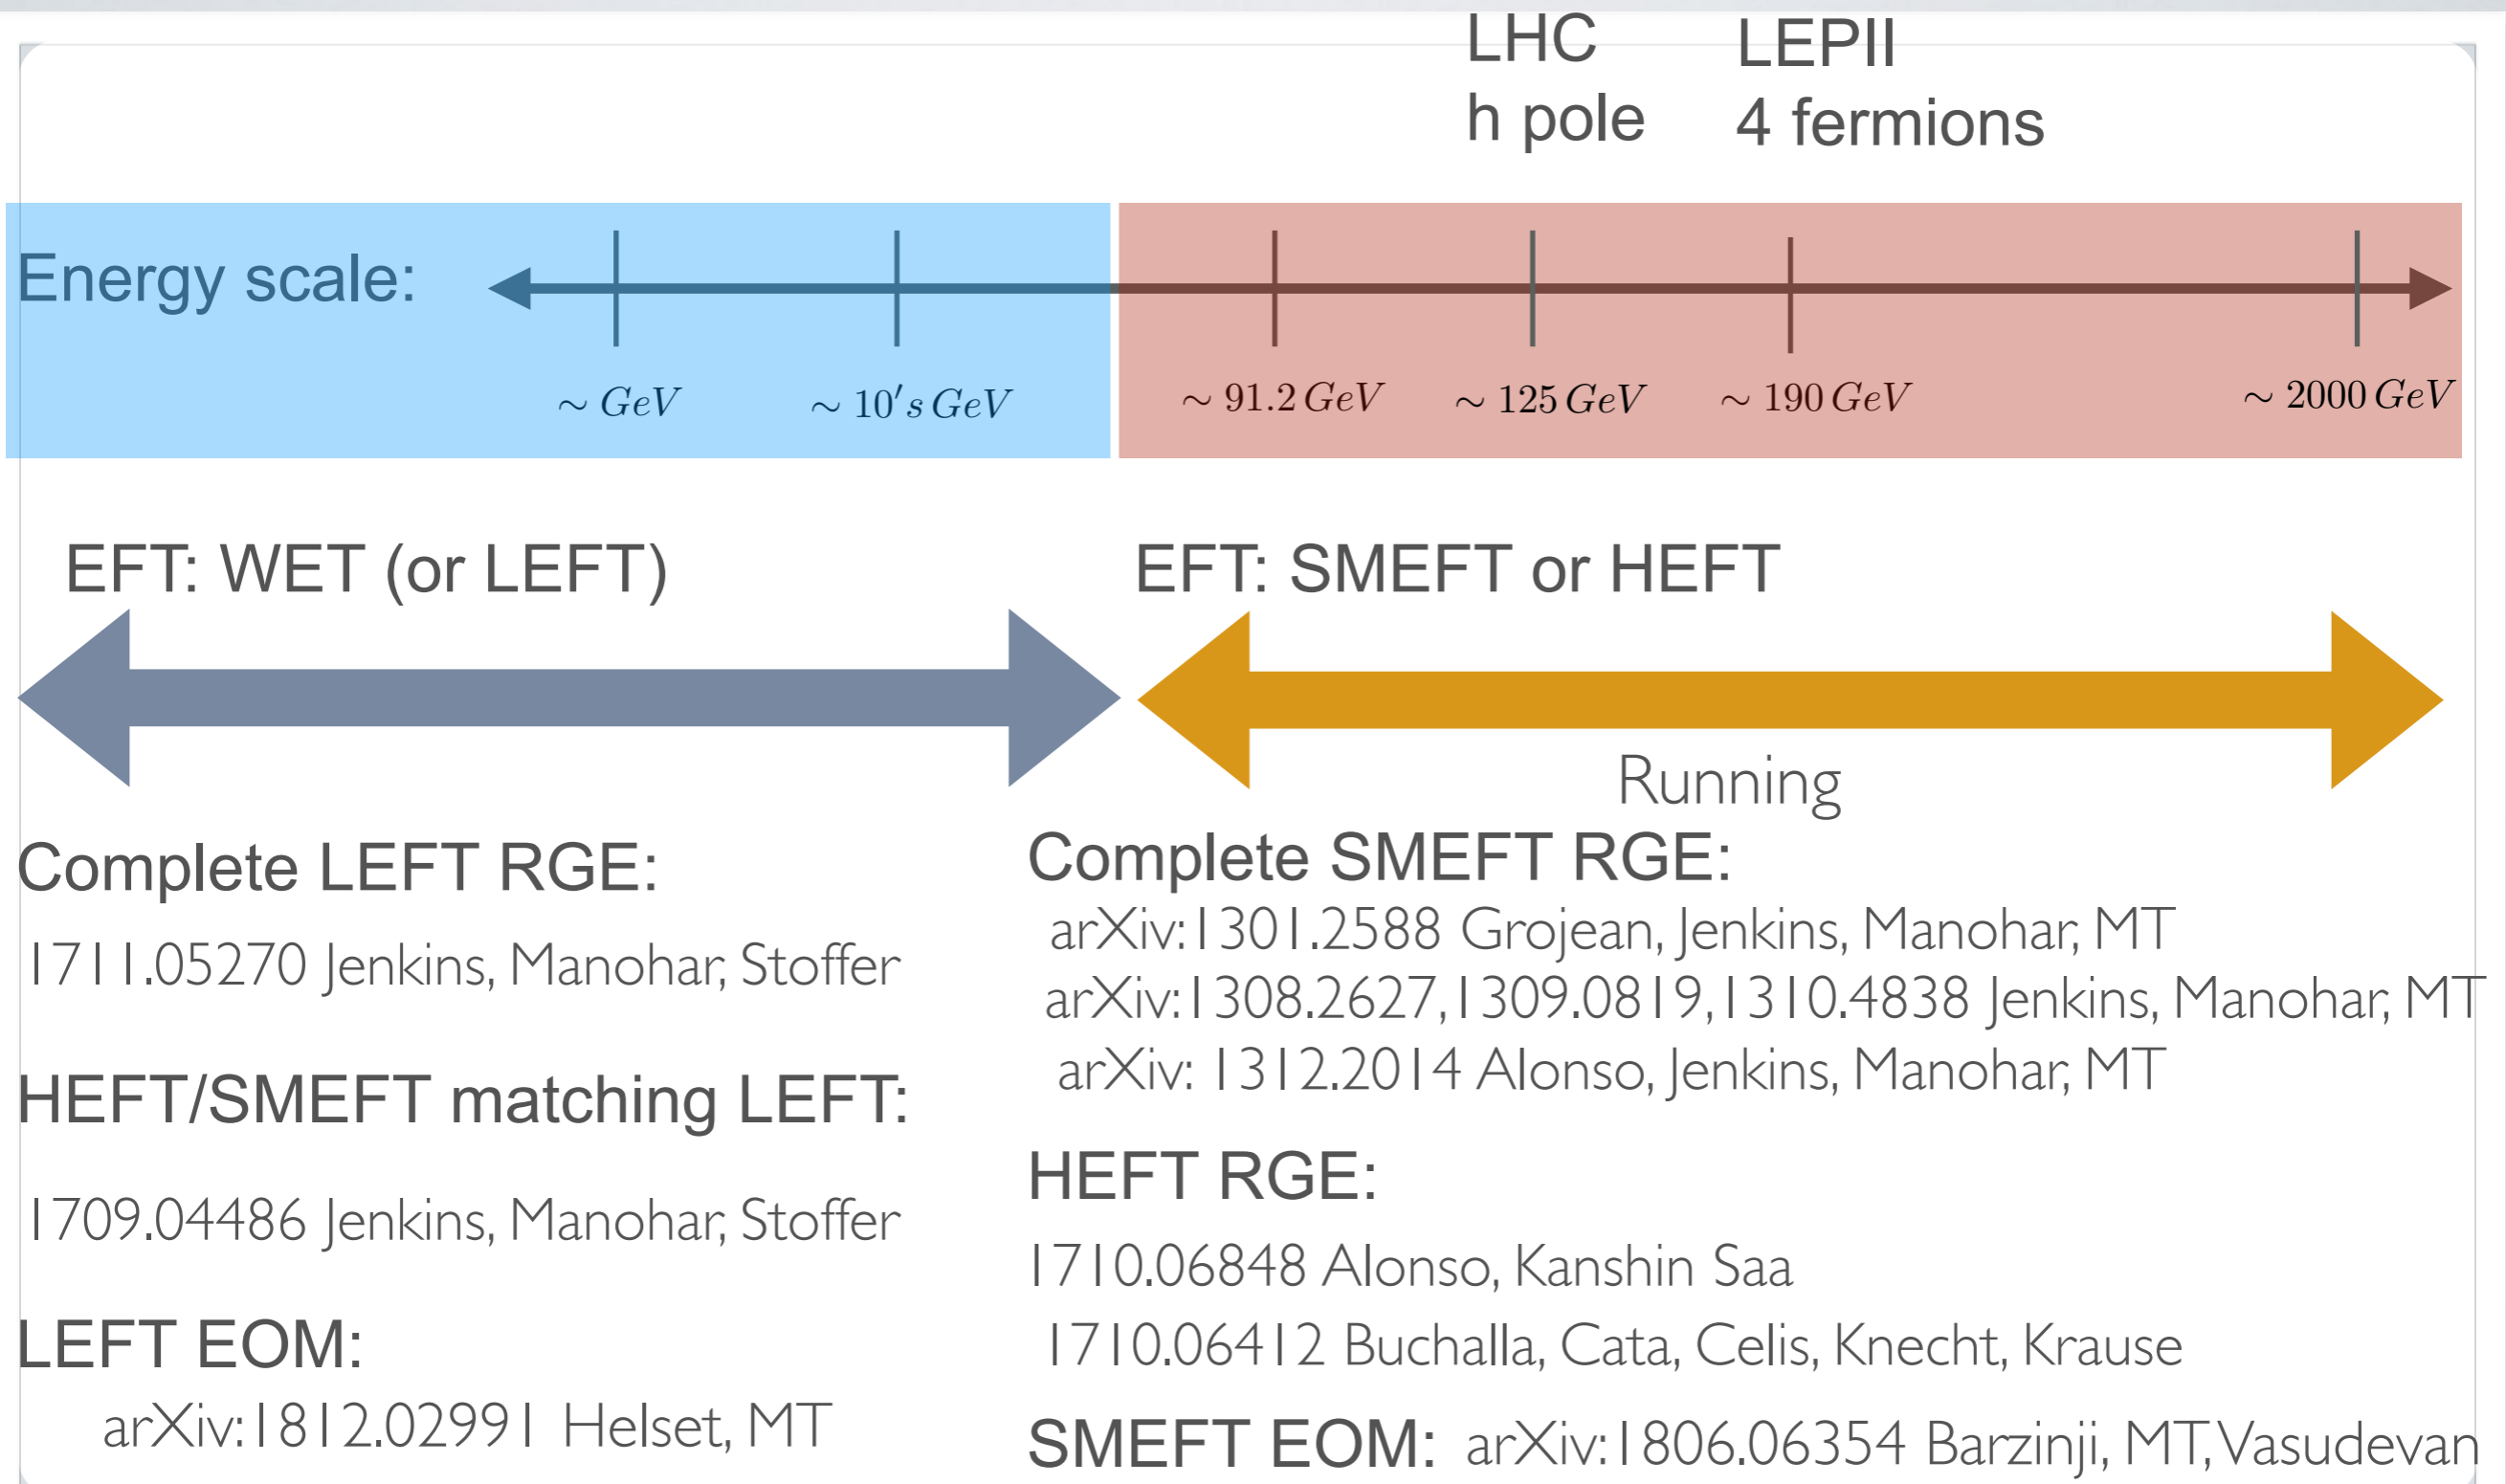 LHC
h pole
LEPII
4 fermions
Energy scale:
~ GeV
~ 10's GeV
~ 91.2 GeV
~ 125 GeV
~ 190 GeV
~ 2000 GeV
EFT: WET (or LEFT)
EFT: SMEFT or HEFT
Running
Complete LEFT RGE:
1711.05270 Jenkins, Manohar, Stoffer
HEFT/SMEFT matching LEFT:
1709.04486 Jenkins, Manohar, Stoffer
LEFT EOM:
arXiv:1812.02991 Helset, MT
Complete SMEFT RGE:
arXiv:1301.2588 Grojean, Jenkins, Manohar, MT
arXiv:1308.2627,1309.0819,1310.4838 Jenkins, Manohar, MT
arXiv: 1312.2014 Alonso, Jenkins, Manohar, MT
HEFT RGE:
1710.06848 Alonso, Kanshin Saa
1710.06412 Buchalla, Cata, Celis, Knecht, Krause
SMEFT EOM: arXiv:1806.06354 Barzinji, MT, Vasudevan